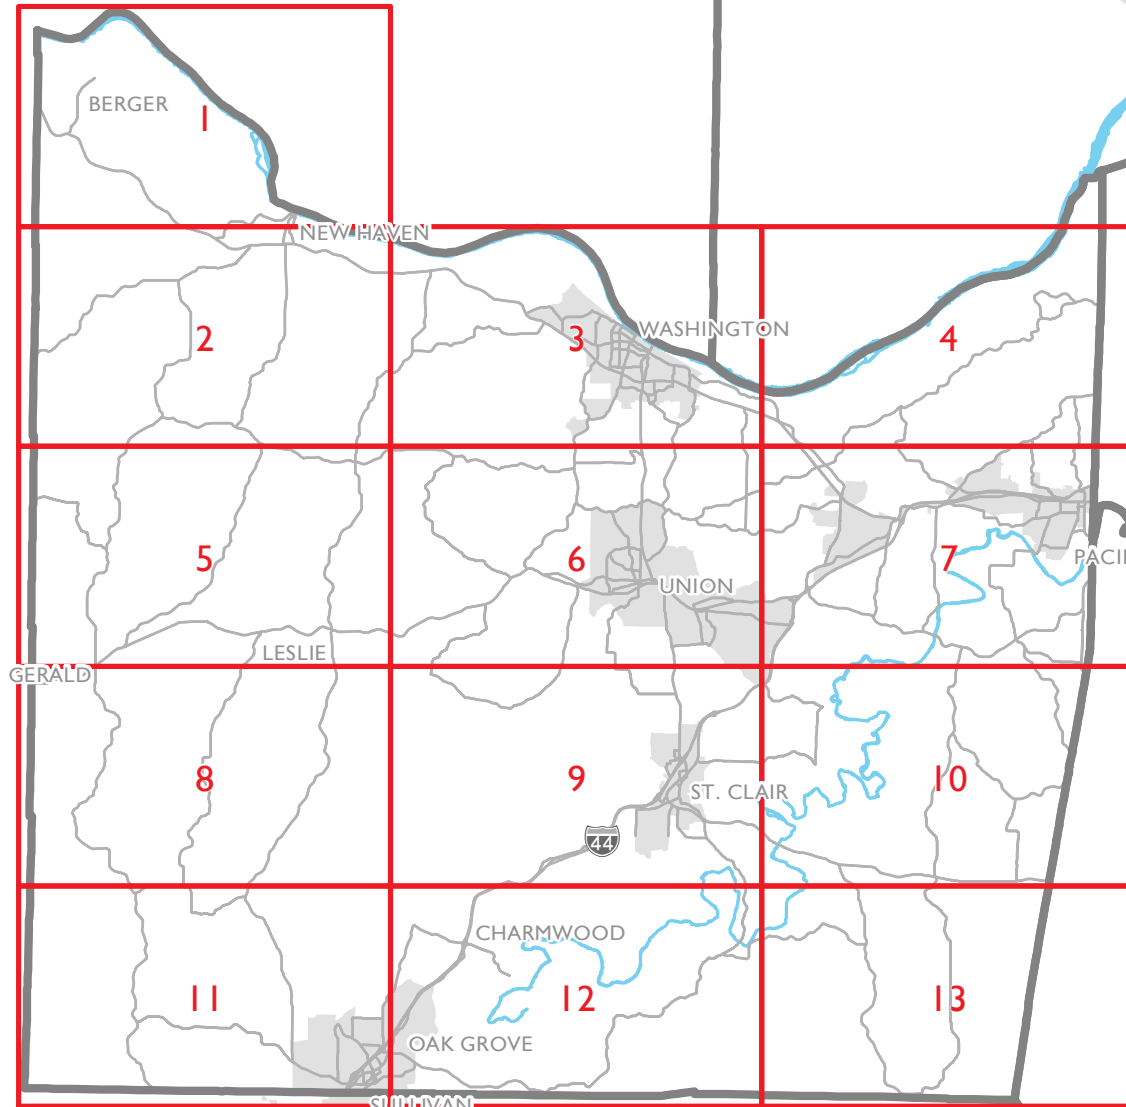 BERGER
1
NEW HAVEN
2
3
WASHINGTON
4
5
6
7
PACI
UNION
LESLIE
GERALD
8
9
10
ST. CLAIR
44
CHARMWOOD
11
12
13
OAK GROVE
SULLIVAN